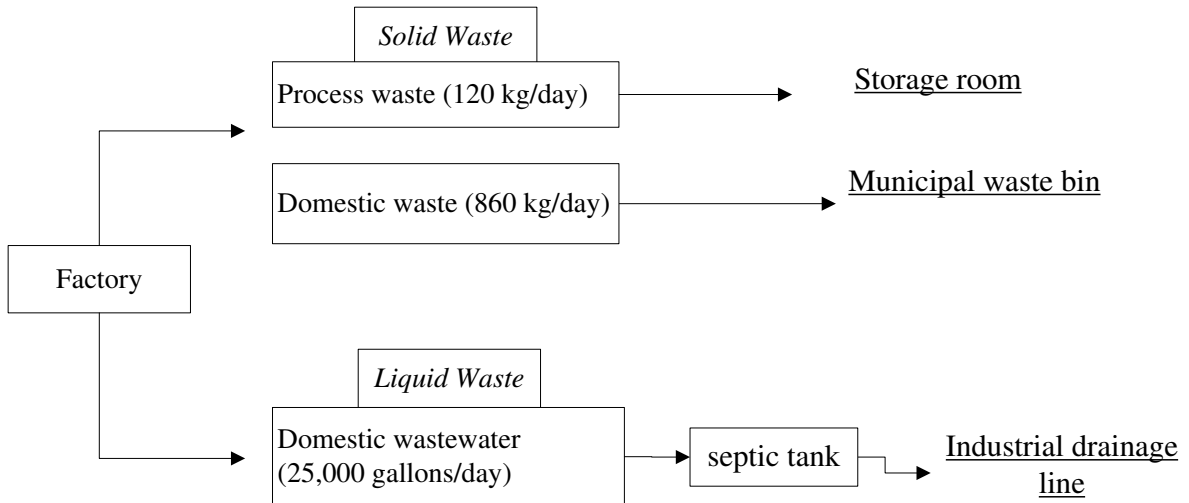 Solid Waste
Process waste (120 kg/day)
Storage room
Domestic waste (860 kg/day)
Municipal waste bin
Factory
Liquid Waste
Domestic wastewater
(25,000 gallons/day)
septic tank
Industrial drainage
line